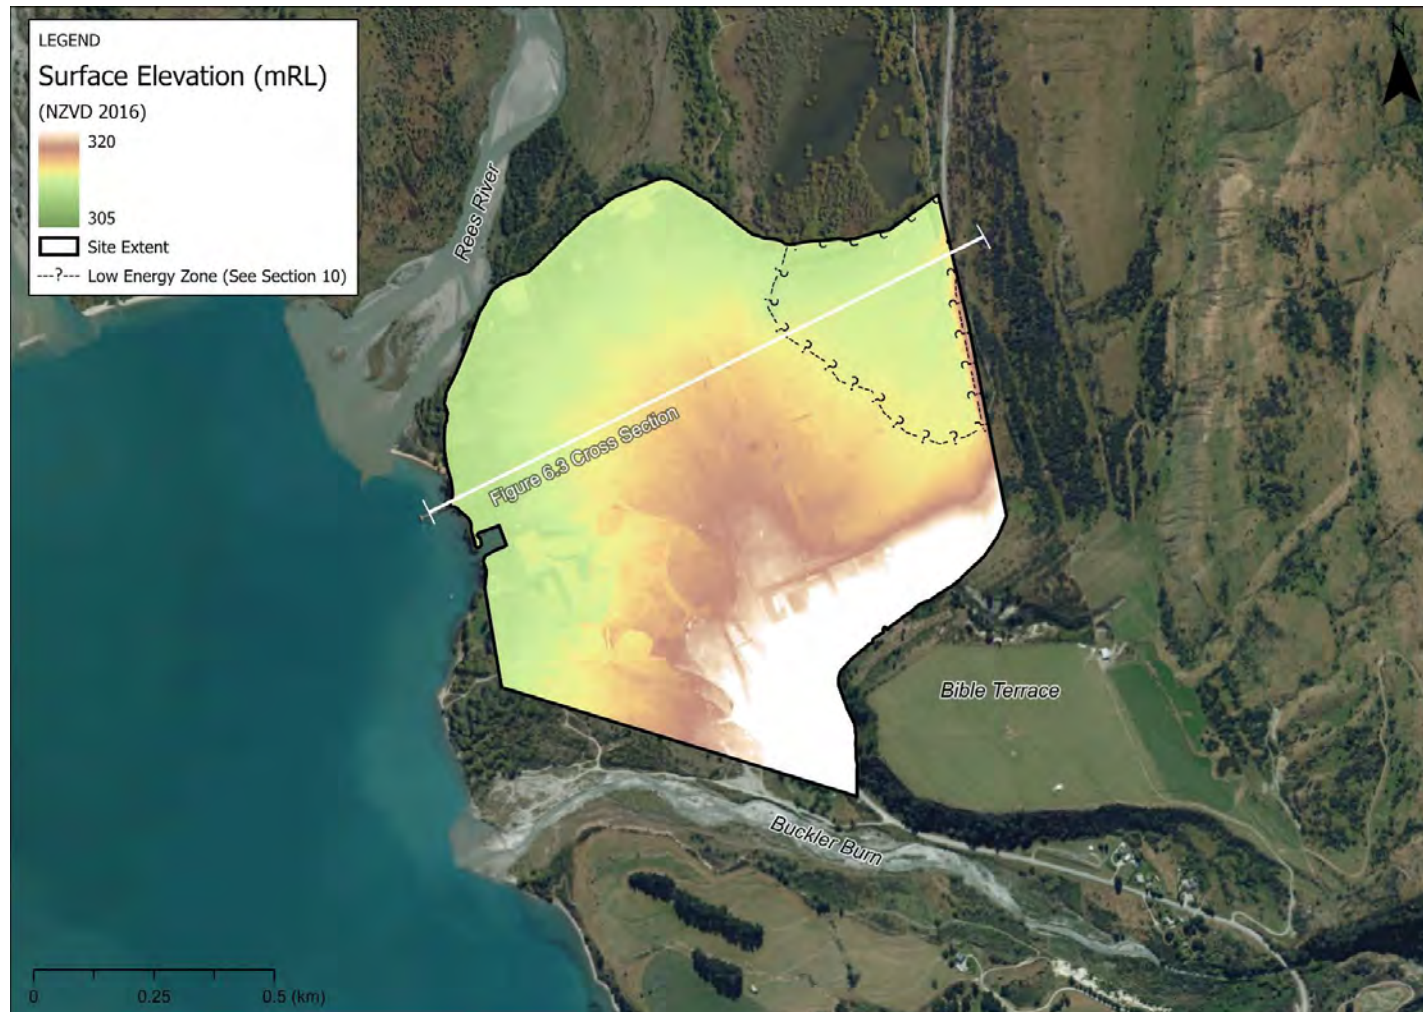 LEGEND
Surface Elevation (mRL)
(NZVD 2016)
320
305
Site Extent
---?--- Low Energy Zone (See Section 10)
N
Rees River
Figure 6.3 Cross Section
Bible Terrace
Buckler Burn
0 0.25 0.5 (km)